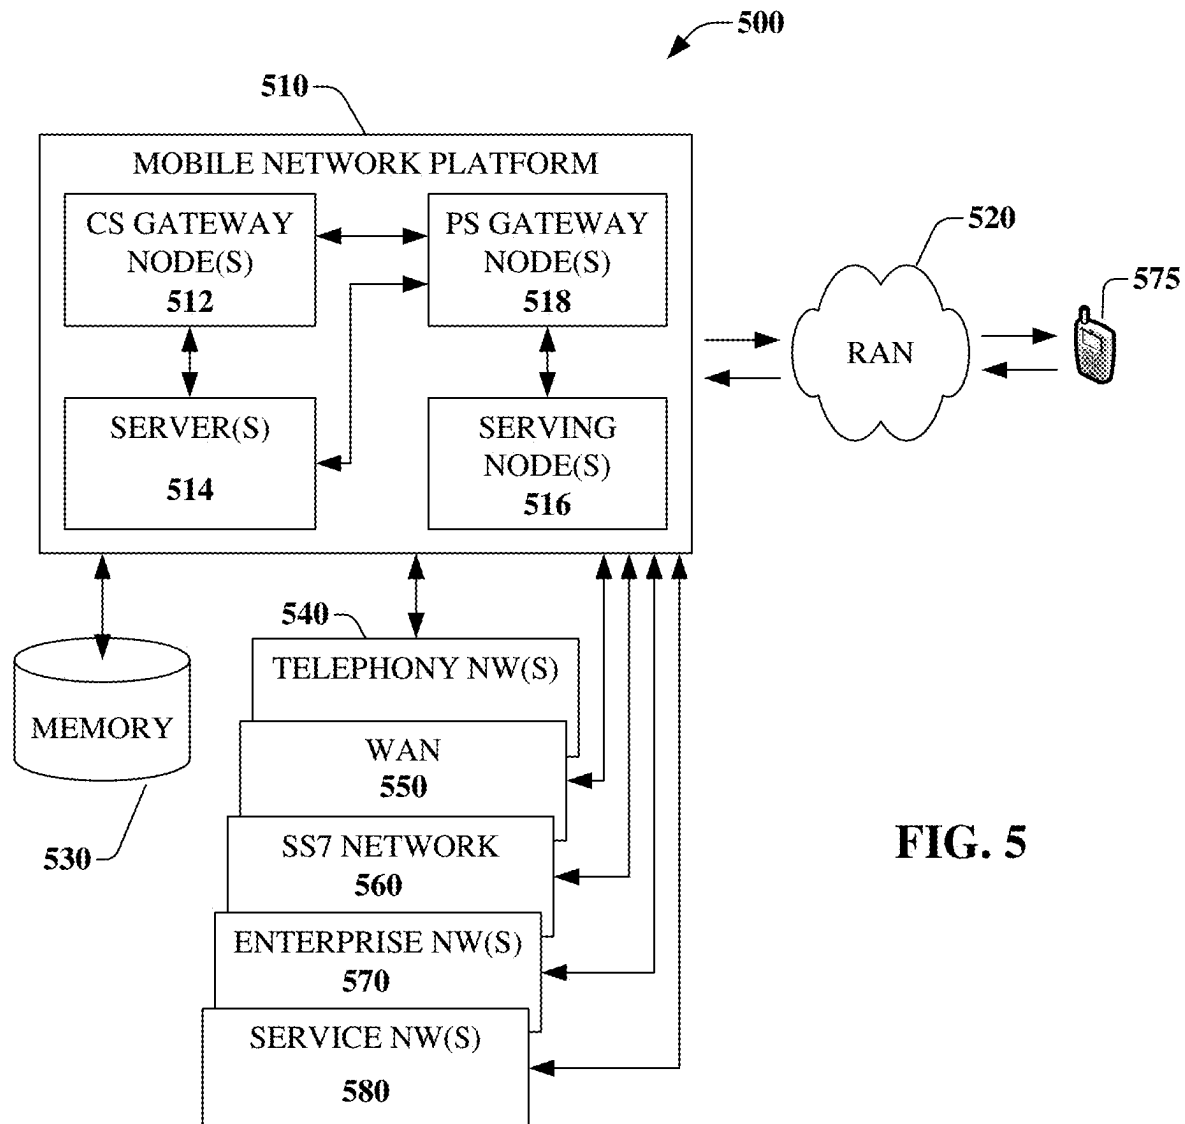 500
510
MOBILE NETWORK PLATFORM
CS GATEWAY
NODE(S)
512
PS GATEWAY
NODE(S)
518
SERVER(S)
514
SERVING
NODE(S)
516
520
RAN
575
MEMORY
530
540
TELEPHONY NW(S)
WAN
550
SS7 NETWORK
560
ENTERPRISE NW(S)
570
SERVICE NW(S)
580
FIG. 5